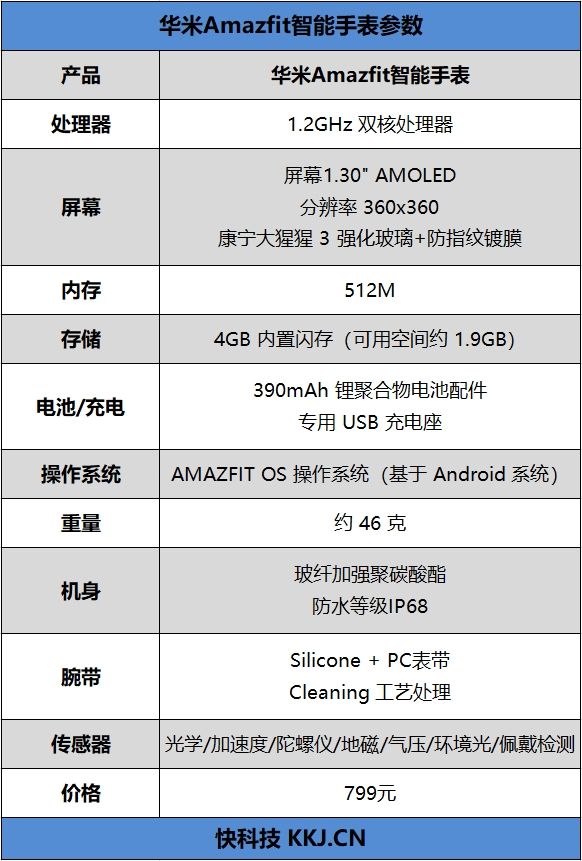 华米Amazfit智能手表参数
产品
华米Amazfit智能手表
处理器
1.2GHz 双核处理器
屏幕
屏幕1.30" AMOLED
分辨率 360x360
康宁大猩猩 3 强化玻璃+防指纹镀膜
内存
512M
存储
4GB 内置闪存（可用空间约 1.9GB）
电池/充电
390mAh 锂聚合物电池配件
专用 USB 充电座
操作系统
AMAZFIT OS 操作系统（基于 Android 系统）
重量
约 46 克
机身
玻纤加强聚碳酸酯
防水等级IP68
腕带
Silicone + PC表带
Cleaning 工艺处理
传感器
光学/加速度/陀螺仪/地磁/气压/环境光/佩戴检测
价格
799元
快科技 KKJ.CN